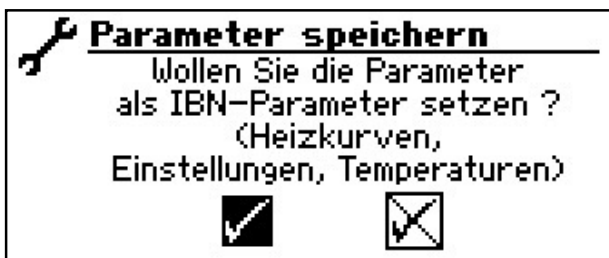 Parameter speichern
Wollen Sie die Parameter
als IBN-Parameter setzen ?
(Heizkurven,
Einstellungen, Temperaturen)